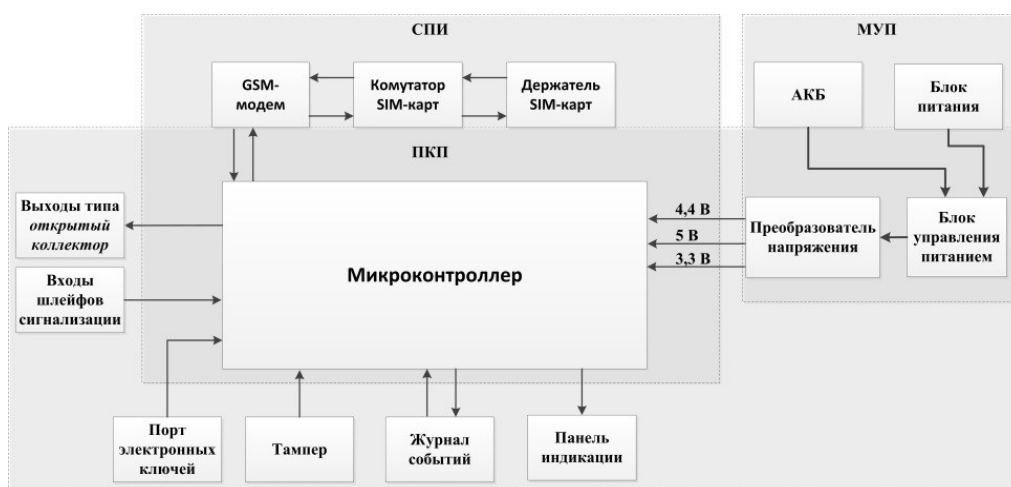 СПИ
МУП
GSM-
модем
Комутатор
SIM-карт
Держатель
SIM-карт
АКБ
Блок
питания
ПКП
Выходы типа
открытый
коллектор
Входы
шлейфов
сигнализации
Микроконтроллер
4,4 В
5 В
3,3 В
Преобразователь
напряжения
Блок
управления
питанием
Порт
электронных
ключей
Тампер
Журнал
событий
Панель
индикации